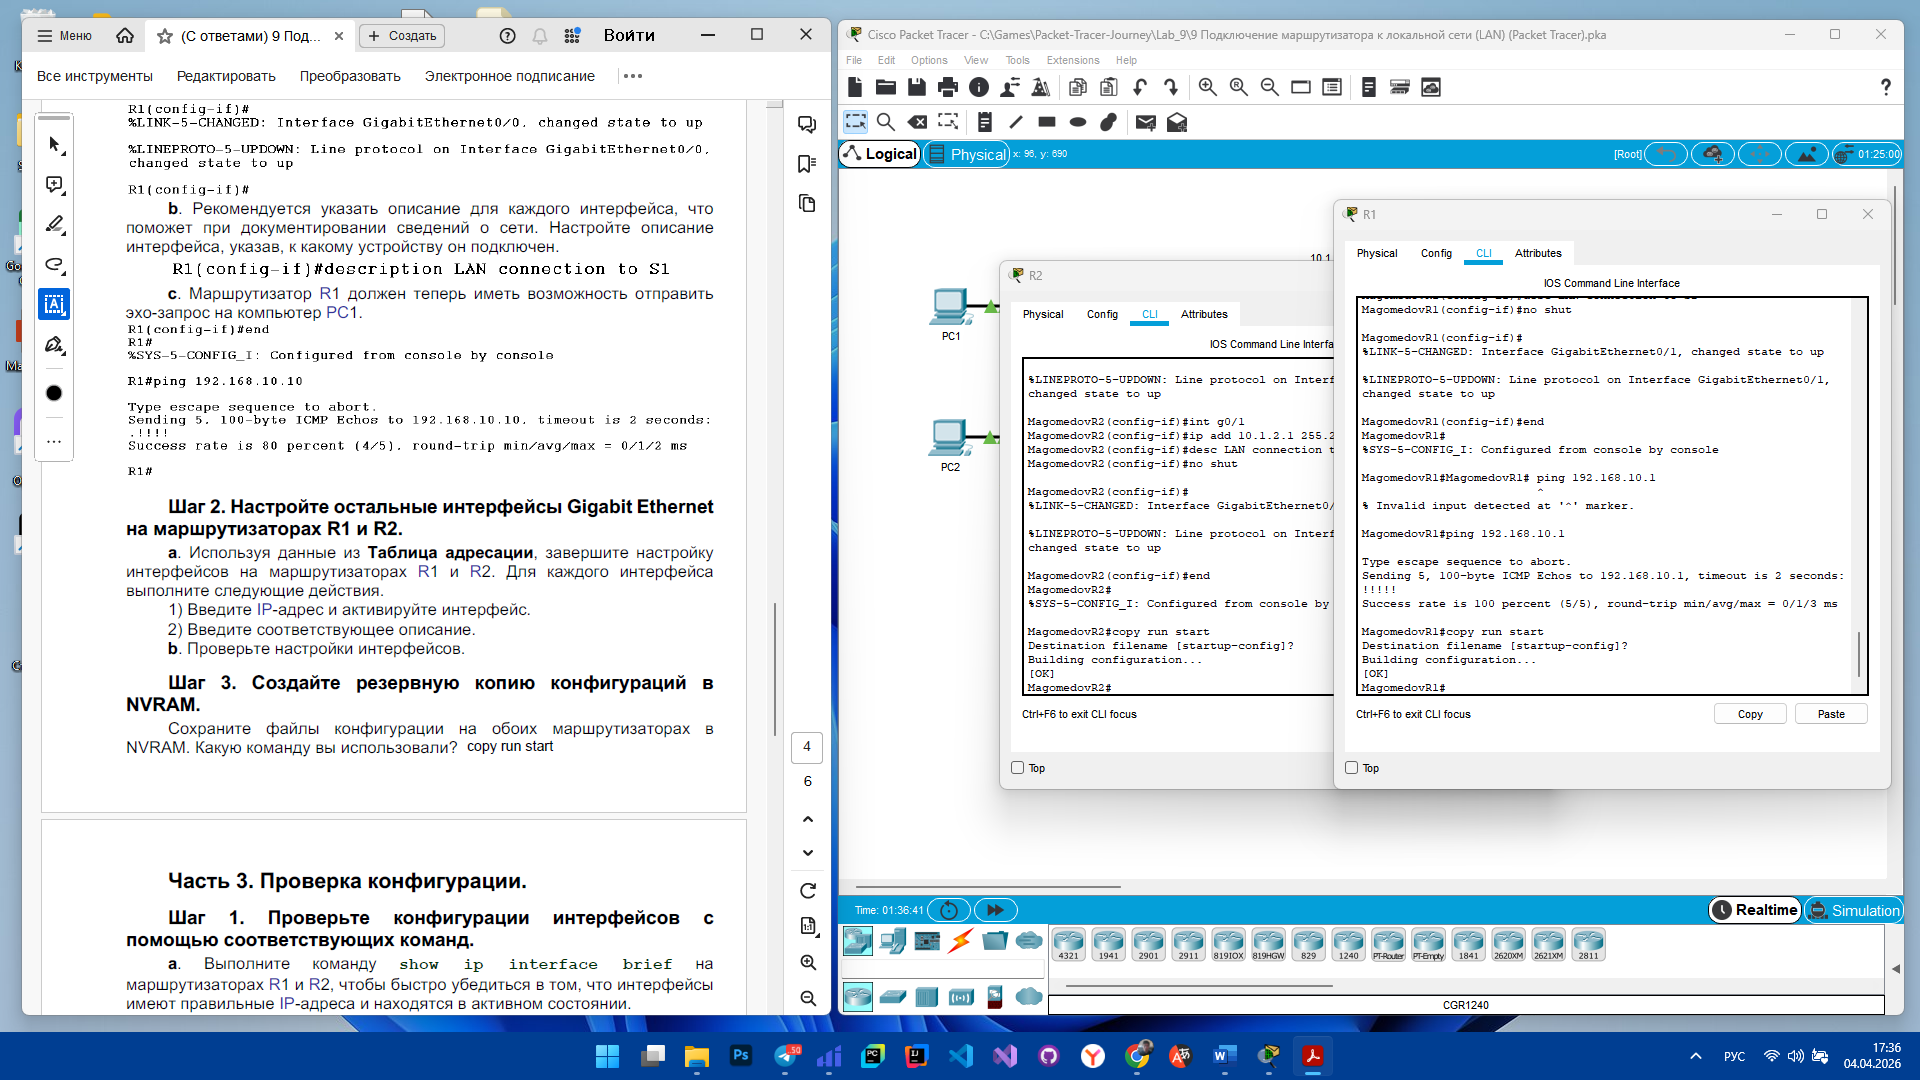 Меню
(С ответами) 9 Под...
Создать
Войти
Все инструменты
Редактировать
Преобразовать
Электронное подписание
R1(config-if)#
%LINK-5-CHANGED: Interface GigabitEthernet0/0, changed state to up
%LINEPROTO-5-UPDOWN: Line protocol on Interface GigabitEthernet0/0,
changed state to up
R1(config-if)#
b. Рекомендуется указать описание для каждого интерфейса, что
поможет при документировании сведений о сети. Настройте описание
интерфейса, указав, к какому устройству он подключен.
R1(config-if)#description LAN connection to S1
c. Маршрутизатор R1 должен теперь иметь возможность отправить
эхо-запрос на компьютер PC1.
R1(config-if)#end
R1#
%SYS-5-CONFIG_I: Configured from console by console
R1#ping 192.168.10.10
Type escape sequence to abort.
Sending 5, 100-byte ICMP Echos to 192.168.10.10, timeout is 2 seconds:
.!!!!
Success rate is 80 percent (4/5), round-trip min/avg/max = 0/1/2 ms
R1#
Шаг 2. Настройте остальные интерфейсы Gigabit Ethernet
на маршрутизаторах R1 и R2.
a. Используя данные из Таблица адресации, завершите настройку
интерфейсов на маршрутизаторах R1 и R2. Для каждого интерфейса
выполните следующие действия.
1) Введите IP-адрес и активируйте интерфейс.
2) Введите соответствующее описание.
b. Проверьте настройки интерфейсов.
Шаг 3. Создайте резервную копию конфигураций в
NVRAM.
Сохраните файлы конфигурации на обоих маршрутизаторах в
NVRAM. Какую команду вы использовали? copy run start
Часть 3. Проверка конфигурации.
Шаг 1. Проверьте конфигурации интерфейсов с
помощью соответствующих команд.
a. Выполните команду show ip interface brief на
маршрутизаторах R1 и R2, чтобы быстро убедиться в том, что интерфейсы
имеют правильные IP-адреса и находятся в активном состоянии.
4
6
Cisco Packet Tracer - C:\Games\Packet-Tracer-Journey\Lab_9\9 Подключение маршрутизатора к локальной сети (LAN) (Packet Tracer).pka
File Edit Options View Tools Extensions Help
Logical
Physical
x: 96, y: 690
[Root]
01:25:00
10.1.
PC1
PC2
R2
Physical Config CLI Attributes
IOS Command Line Interfa
%LINEPROTO-5-UPDOWN: Line protocol on Interf
changed state to up
MagomedovR2(config-if)#int g0/1
MagomedovR2(config-if)#ip add 10.1.2.1 255.2
MagomedovR2(config-if)#desc LAN connection t
MagomedovR2(config-if)#no shut
MagomedovR2(config-if)#
%LINK-5-CHANGED: Interface GigabitEthernet0/
%LINEPROTO-5-UPDOWN: Line protocol on Interf
changed state to up
MagomedovR2(config-if)#end
MagomedovR2#
%SYS-5-CONFIG_I: Configured from console by
MagomedovR2#copy run start
Destination filename [startup-config]?
Building configuration...
[OK]
MagomedovR2#
Ctrl+F6 to exit CLI focus
Top
R1
Physical Config CLI Attributes
IOS Command Line Interface
MagomedovR1(config-if)#no shut
MagomedovR1(config-if)#
%LINK-5-CHANGED: Interface GigabitEthernet0/1, changed state to up
%LINEPROTO-5-UPDOWN: Line protocol on Interface GigabitEthernet0/1,
changed state to up
MagomedovR1(config-if)#end
MagomedovR1#
%SYS-5-CONFIG_I: Configured from console by console
MagomedovR1#MagomedovR1# ping 192.168.10.1
^
% Invalid input detected at '^' marker.
MagomedovR1#ping 192.168.10.1
Type escape sequence to abort.
Sending 5, 100-byte ICMP Echos to 192.168.10.1, timeout is 2 seconds:
!!!!!
Success rate is 100 percent (5/5), round-trip min/avg/max = 0/1/3 ms
MagomedovR1#copy run start
Destination filename [startup-config]?
Building configuration...
[OK]
MagomedovR1#
Ctrl+F6 to exit CLI focus
Copy
Paste
Top
Time: 01:36:41
Realtime
Simulation
4321 1941 2901 2911 819IOX 819HGW 829 1240 PT-Router PT-Empty 1841 2620XM 2621XM 2811
CGR1240
РУС
17:36
04.04.2026